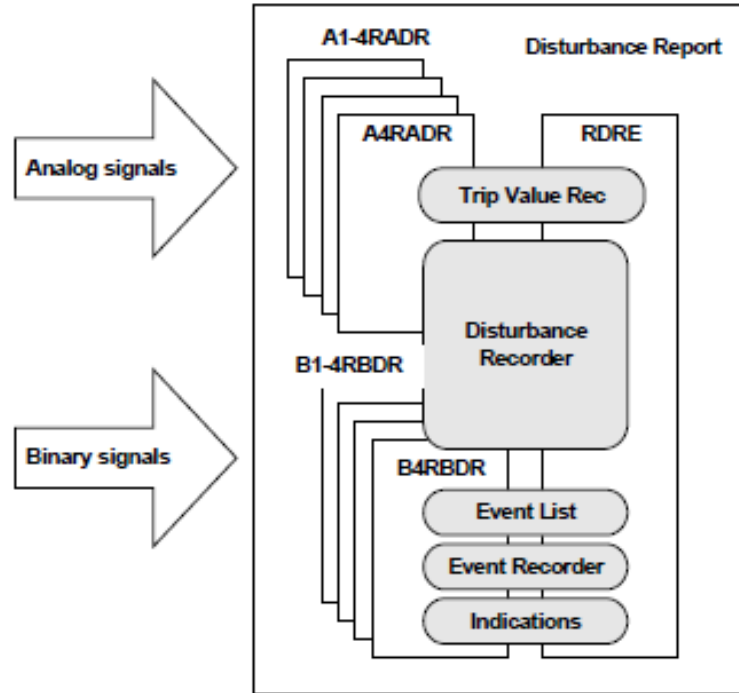 A1-4RADR
Disturbance Report
A4RADR
RDRE
Analog signals
Trip Value Rec
Disturbance
Recorder
B1-4RBDR
Binary signals
B4RBDR
Event List
Event Recorder
Indications